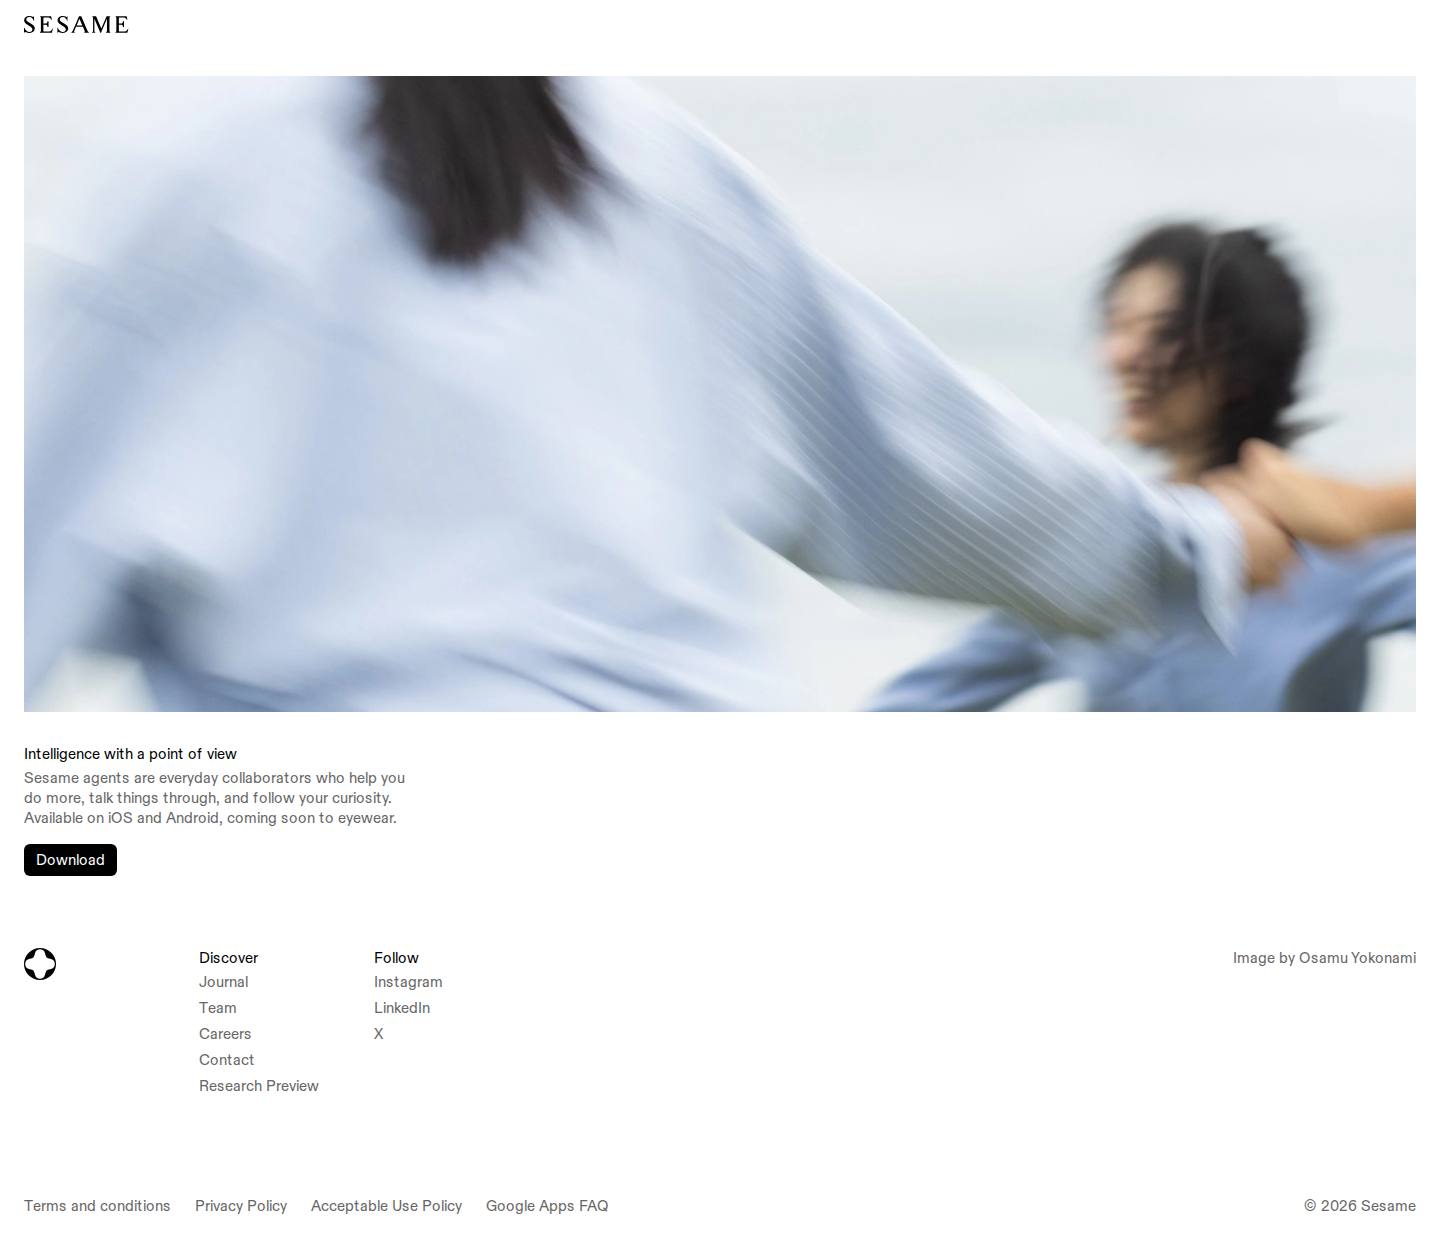 SESAME
Intelligence with a point of view
Sesame agents are everyday collaborators who help you
do more, talk things through, and follow your curiosity.
Available on iOS and Android, coming soon to eyewear.
Download
Discover
Journal
Team
Careers
Contact
Research Preview
Follow
Instagram
LinkedIn
X
Image by Osamu Yokonami
Terms and conditions
Privacy Policy
Acceptable Use Policy
Google Apps FAQ
© 2026 Sesame